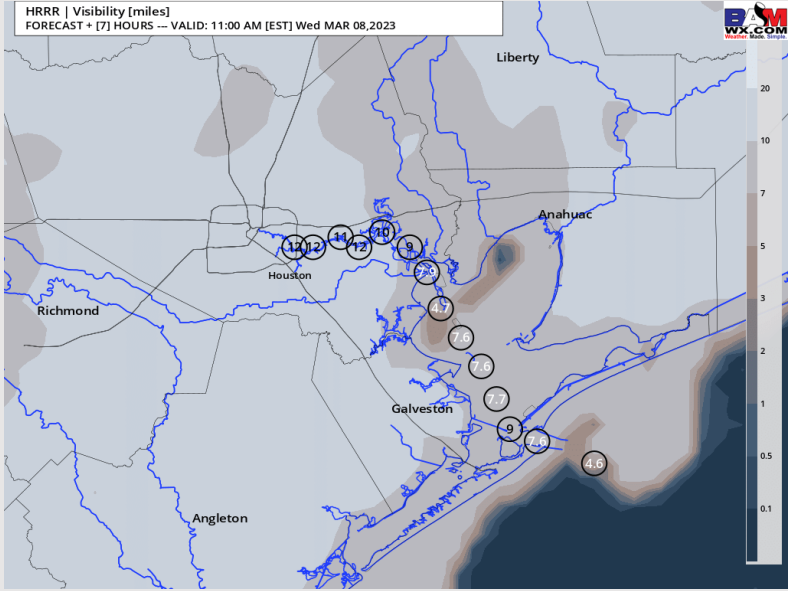 HRRR | Visibility [miles]
FORECAST + [7] HOURS --- VALID: 11:00 AM [EST] Wed MAR 08,2023
BAM
WX.COM
Weather. Made. Simple.
Liberty
20
10
7
Anahuac
11
10
12
12
12
9
5
7.9
Houston
3
4.7
Richmond
7.6
2
7.6
7.7
1
Galveston
9
7.6
0.5
4.6
0.1
Angleton